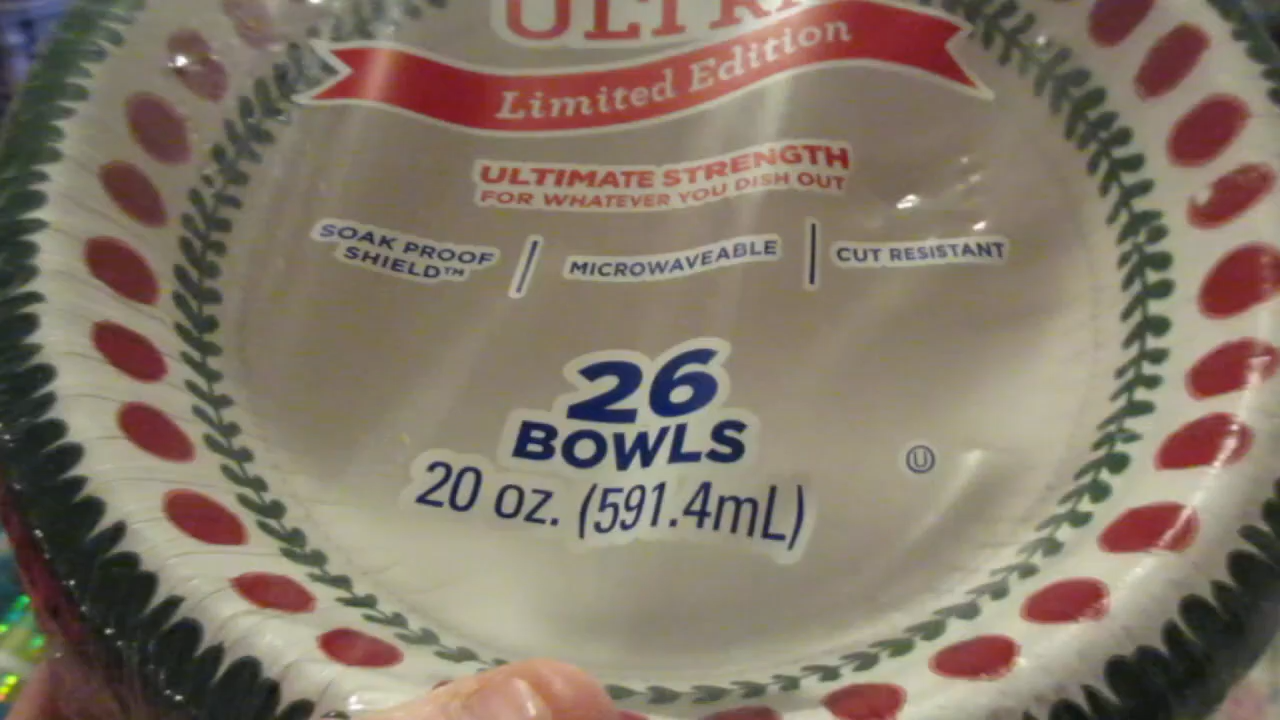 ULTRA
Limited Edition
ULTIMATE STRENGTH
FOR WHATEVER YOU DISH OUT
SOAK PROOF
SHIELD™
MICROWAVEABLE
CUT RESISTANT
26
BOWLS
20 oz. (591.4mL)
U